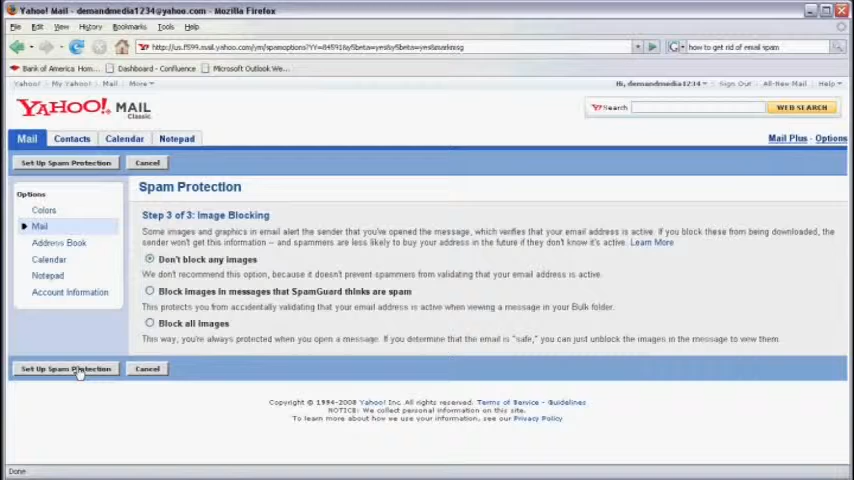 Yahoo! Mail - demandmedia1234@yahoo.com - Mozilla Firefox
File Edit View History Bookmarks Tools Help
how to get rid of email spam
Bank of America Hom... Dashboard - Confluence Microsoft Outlook We...
Yahoo! My Yahoo! Mail More
Hi, demandmedia1234 Sign Out All-New Mail Help
YAHOO! MAIL
Classic
Y! Search WEB SEARCH
Mail Contacts Calendar Notepad
Mail Plus - Options
Set Up Spam Protection Cancel
Options
Colors
Mail
Address Book
Calendar
Notepad
Account Information
Spam Protection
Step 3 of 3: Image Blocking
Some images and graphics in email alert the sender that you've opened the message, which verifies that your email address is active. If you block these from being downloaded, the
sender won't get this information -- and spammers are less likely to buy your address in the future if they don't know it's active. Learn More
Don't block any images
We don't recommend this option, because it doesn't prevent spammers from validating that your email address is active.
Block images in messages that SpamGuard thinks are spam
This protects you from accidentally validating that your email address is active when viewing a message in your Bulk folder.
Block all images
This way, you're always protected when you open a message. If you determine that the email is "safe," you can just unblock the images in the message to view them.
Set Up Spam Protection Cancel
Copyright © 1994-2008 Yahoo! Inc. All rights reserved. Terms of Service - Guidelines
NOTICE: We collect personal information on this site.
To learn more about how we use your information, see our Privacy Policy
Done